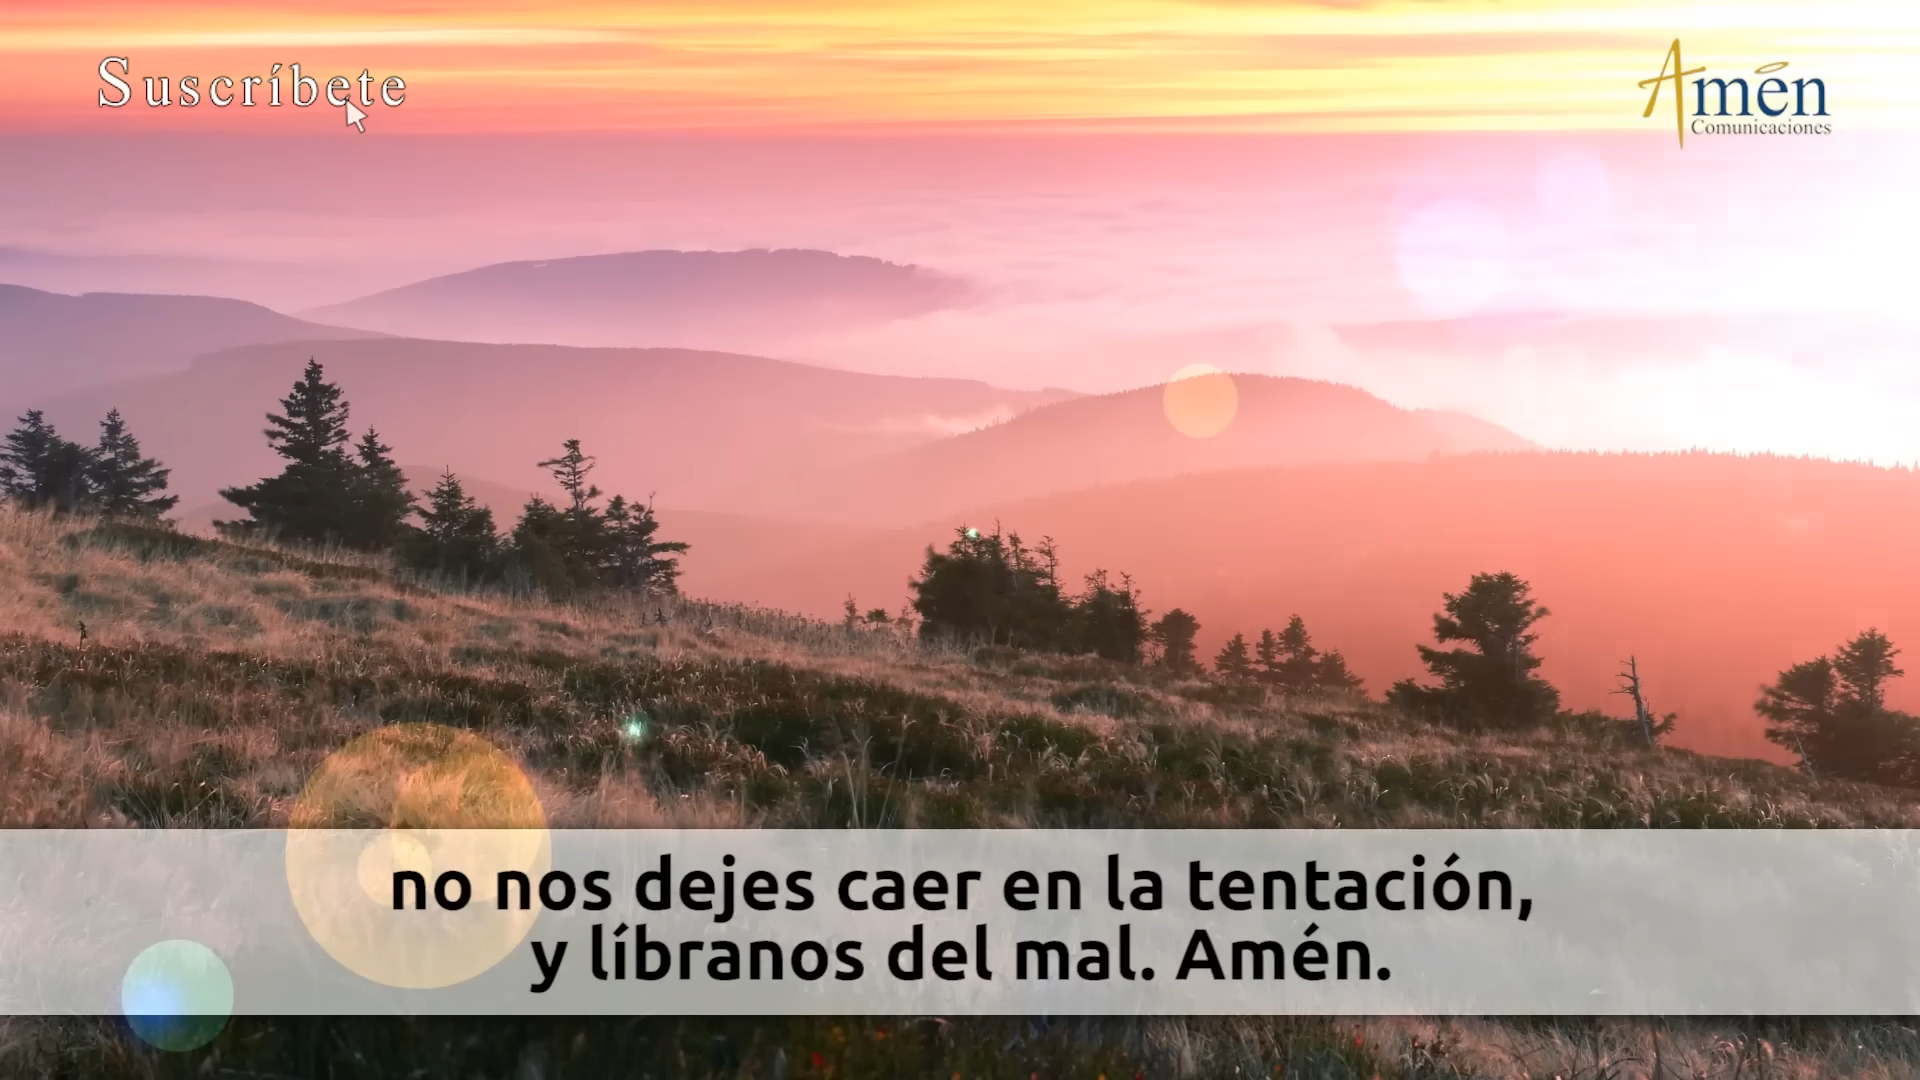 Suscríbete
Amén
Comunicaciones
no nos dejes caer en la tentación,
y líbranos del mal. Amén.